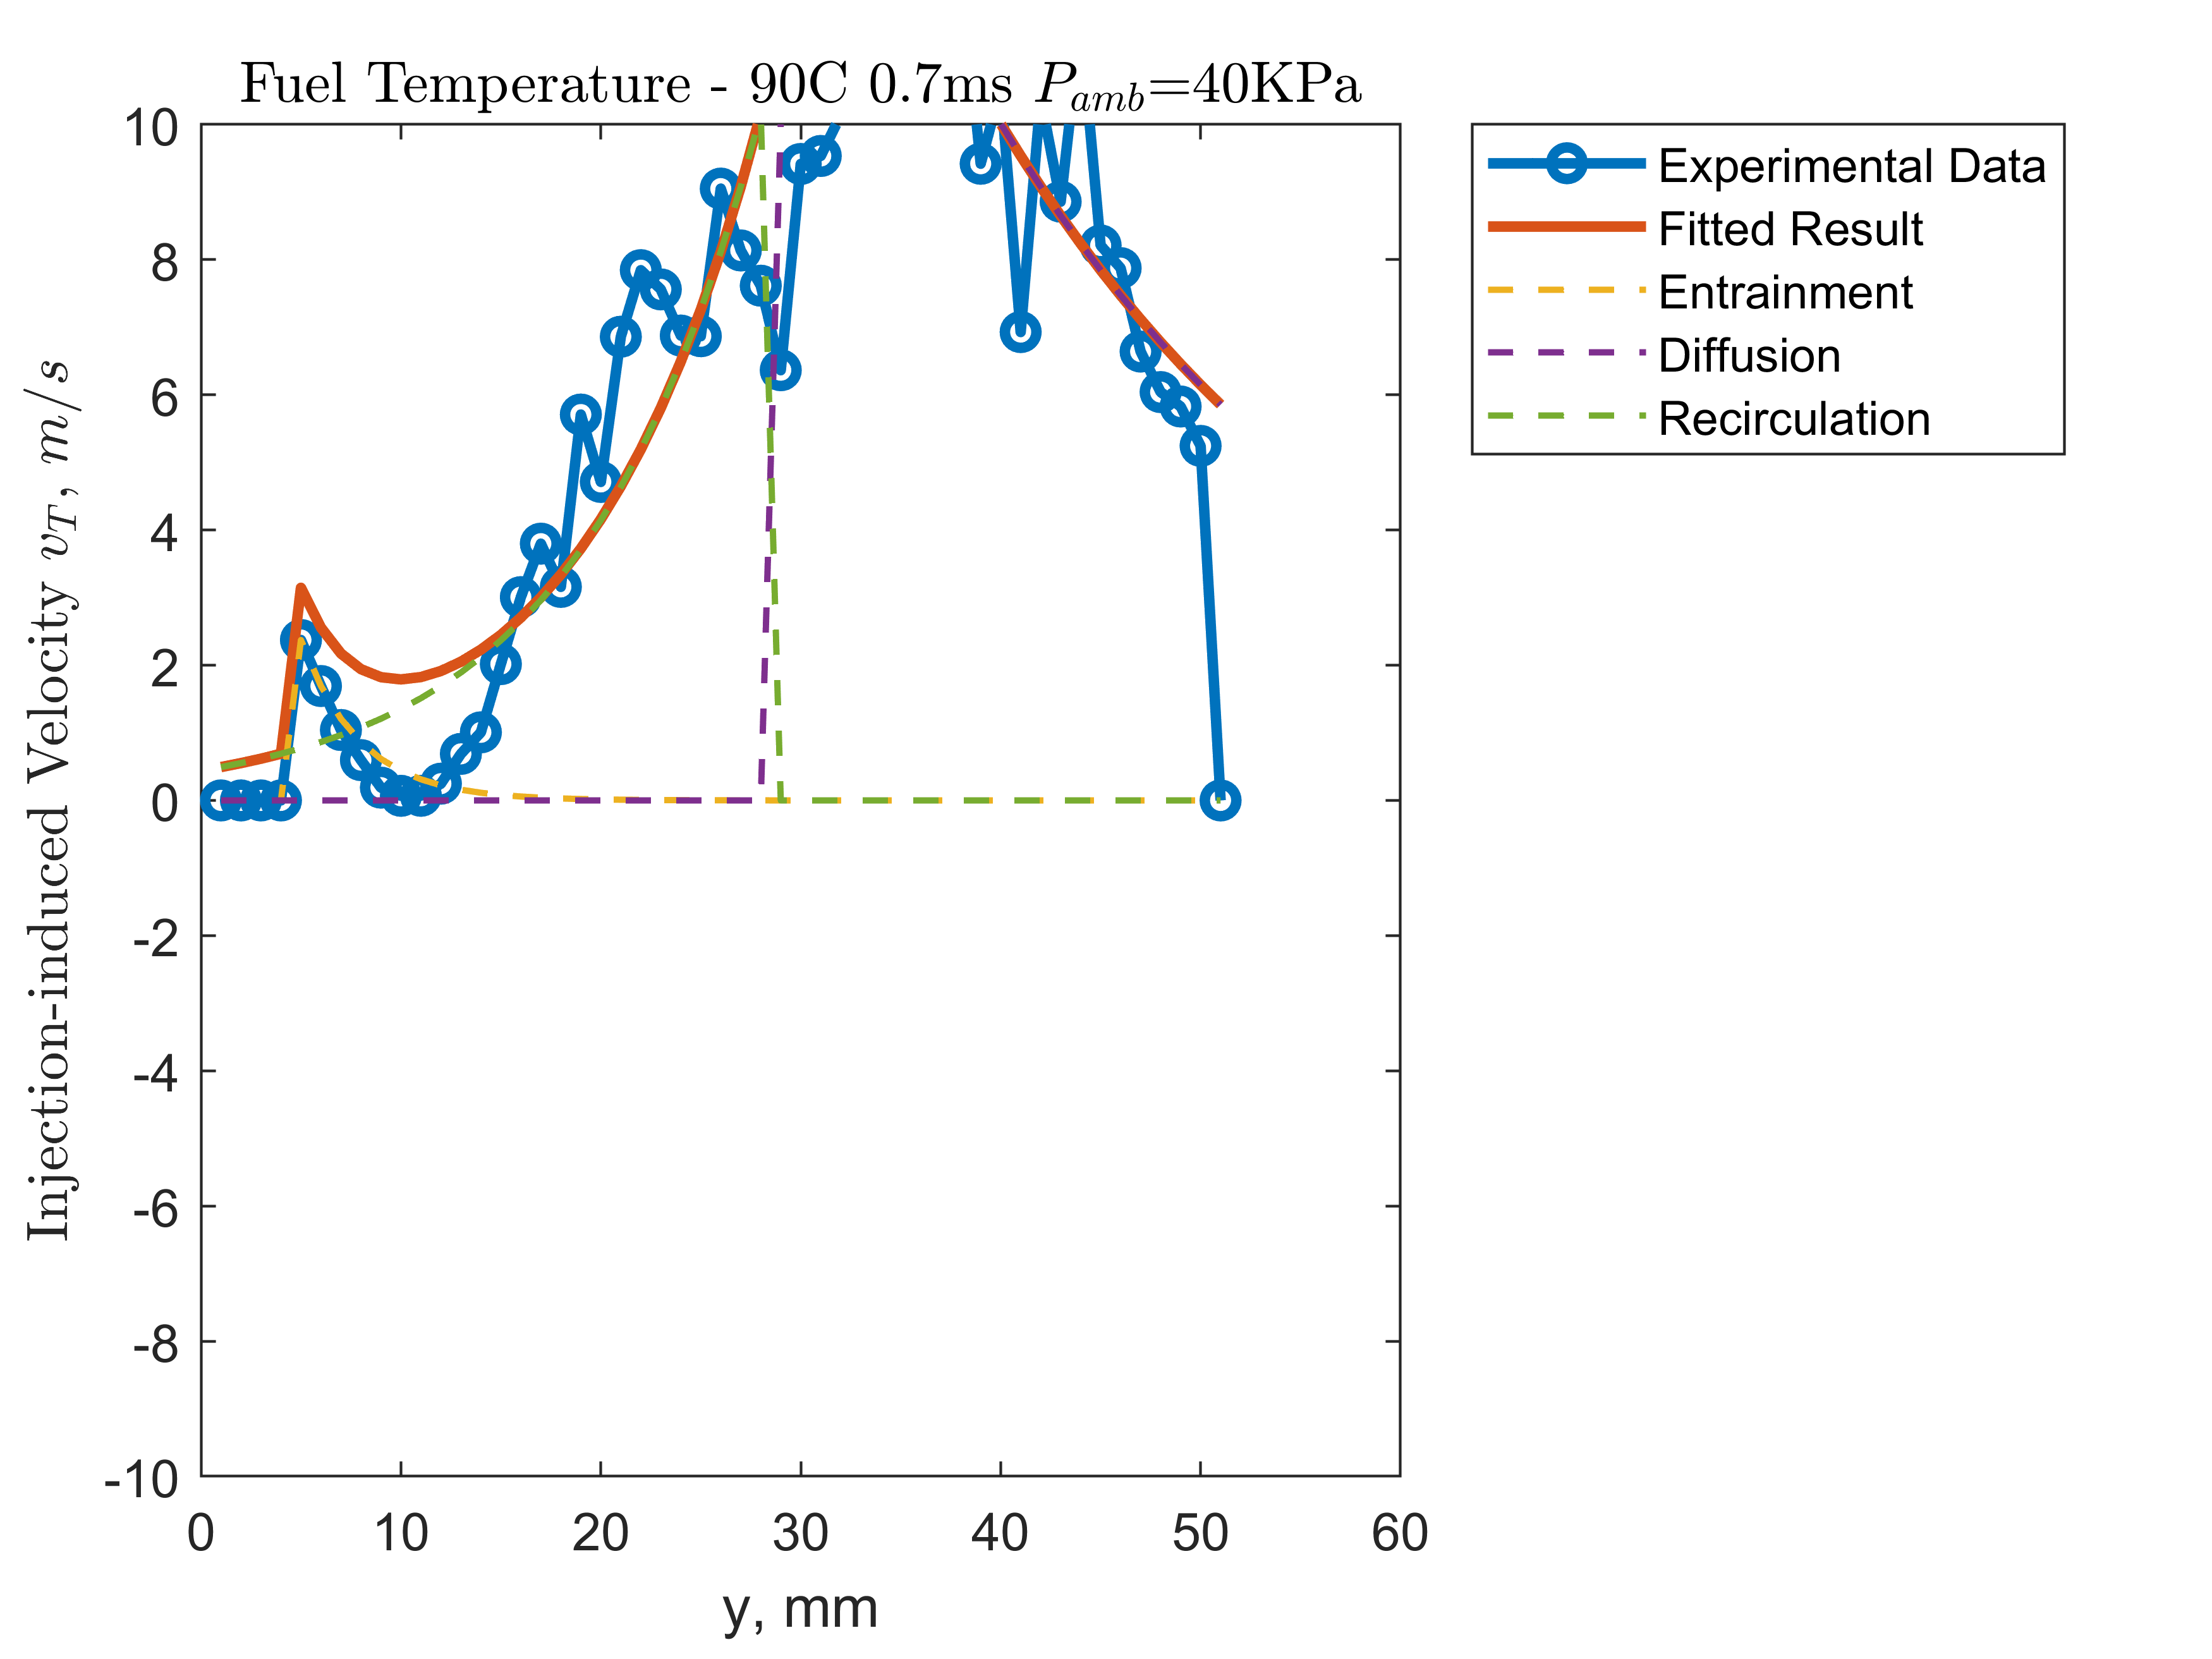 Fuel Temperature - 90C 0.7ms P_amb=40KPa
Injection-induced Velocity v_T, m/s
10
8
6
4
2
0
-2
-4
-6
-8
-10
0 10 20 30 40 50 60
y, mm
Experimental Data
Fitted Result
Entrainment
Diffusion
Recirculation